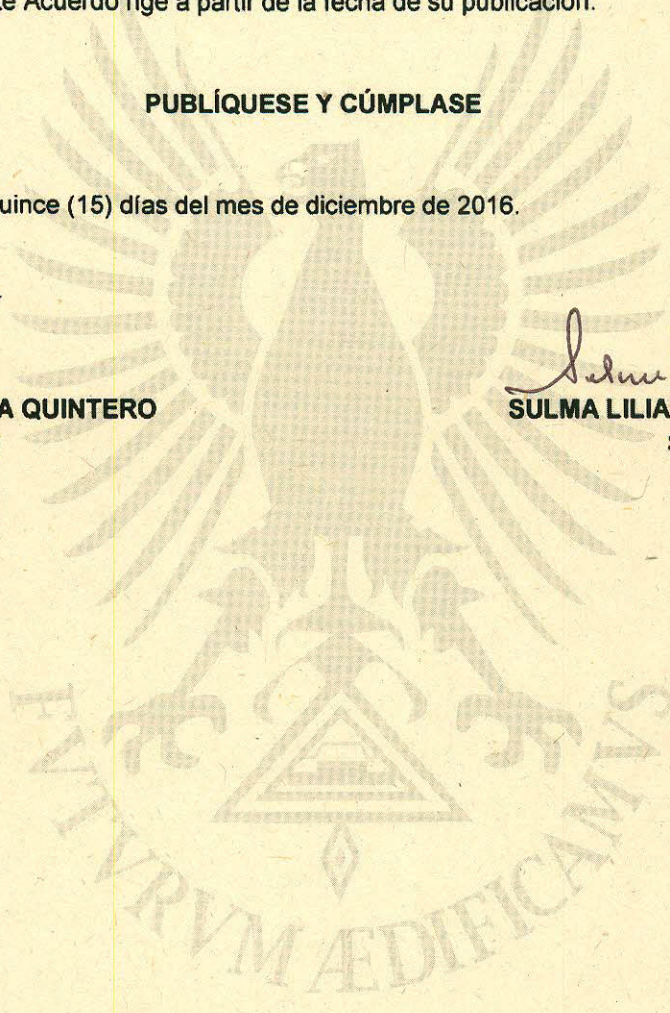 te Acuerdo rige a partir de la fecha de su publicación.
PUBLÍQUESE Y CÚMPLASE
uince (15) días del mes de diciembre de 2016.
A QUINTERO
SULMA LILIA
FVTVRVM ÆDIFICAMVS